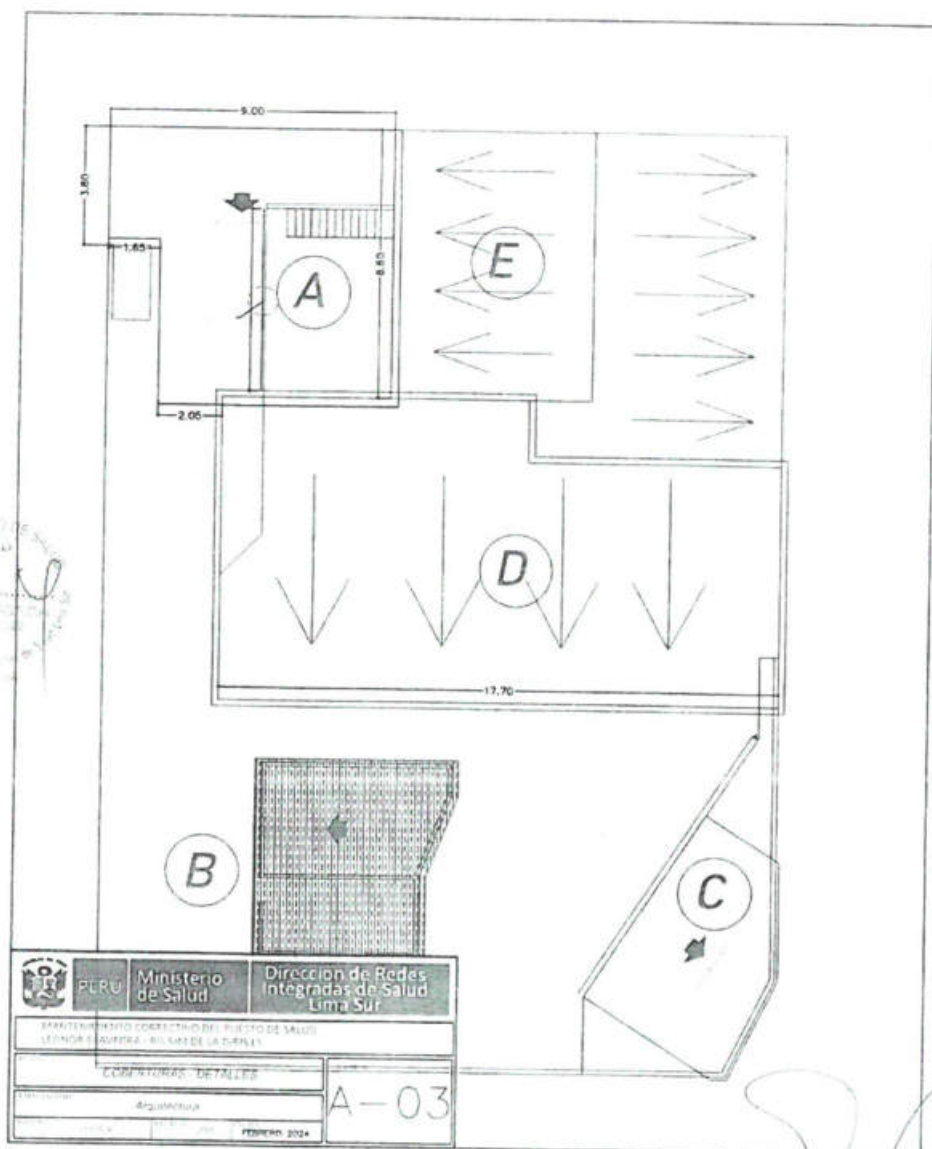 9.00
3.80
1.65
8.60
A
E
2.05
D
17.70
B
C
PERÚ
Ministerio de Salud
Dirección de Redes Integradas de Salud Lima Sur
MANTENIMIENTO CORRECTIVO DEL PUESTO DE SALUD
COBERTURAS - DETALLES
Arquitectura
A-03
FEBRERO 2024